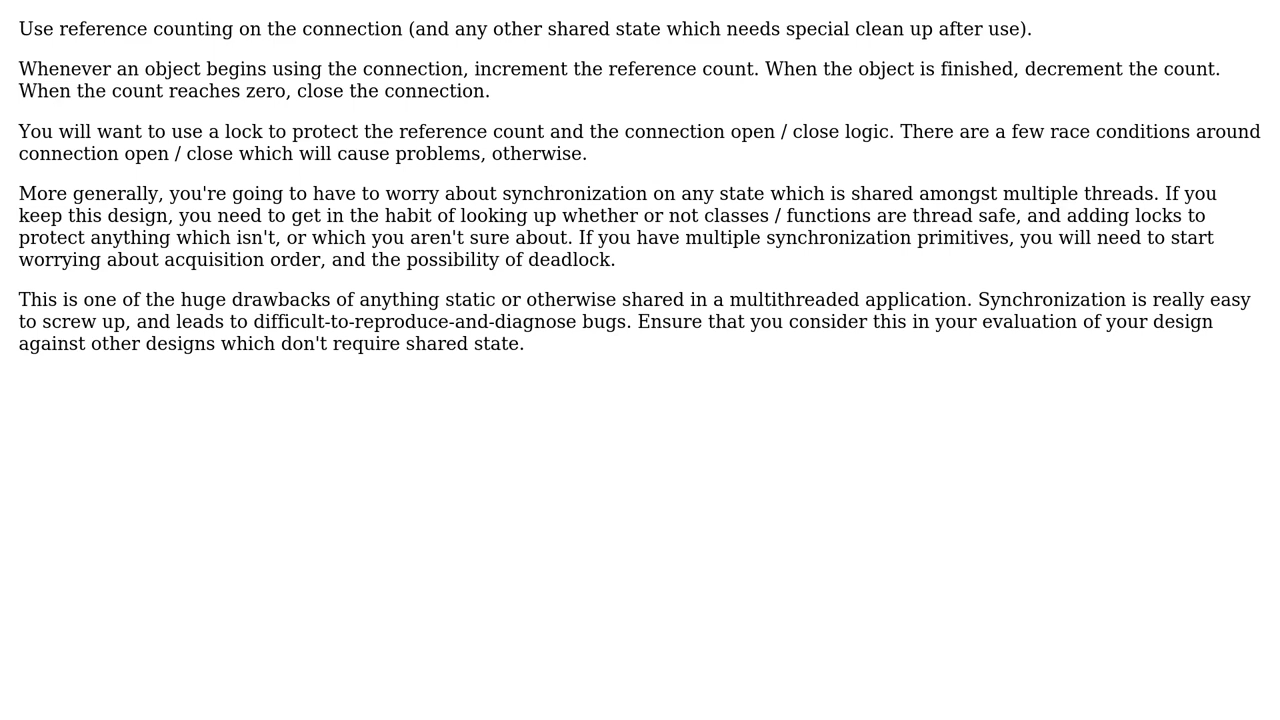 Use reference counting on the connection (and any other shared state which needs special clean up after use).
Whenever an object begins using the connection, increment the reference count. When the object is finished, decrement the count.
When the count reaches zero, close the connection.
You will want to use a lock to protect the reference count and the connection open / close logic. There are a few race conditions around
connection open / close which will cause problems, otherwise.
More generally, you're going to have to worry about synchronization on any state which is shared amongst multiple threads. If you
keep this design, you need to get in the habit of looking up whether or not classes / functions are thread safe, and adding locks to
protect anything which isn't, or which you aren't sure about. If you have multiple synchronization primitives, you will need to start
worrying about acquisition order, and the possibility of deadlock.
This is one of the huge drawbacks of anything static or otherwise shared in a multithreaded application. Synchronization is really easy
to screw up, and leads to difficult-to-reproduce-and-diagnose bugs. Ensure that you consider this in your evaluation of your design
against other designs which don't require shared state.